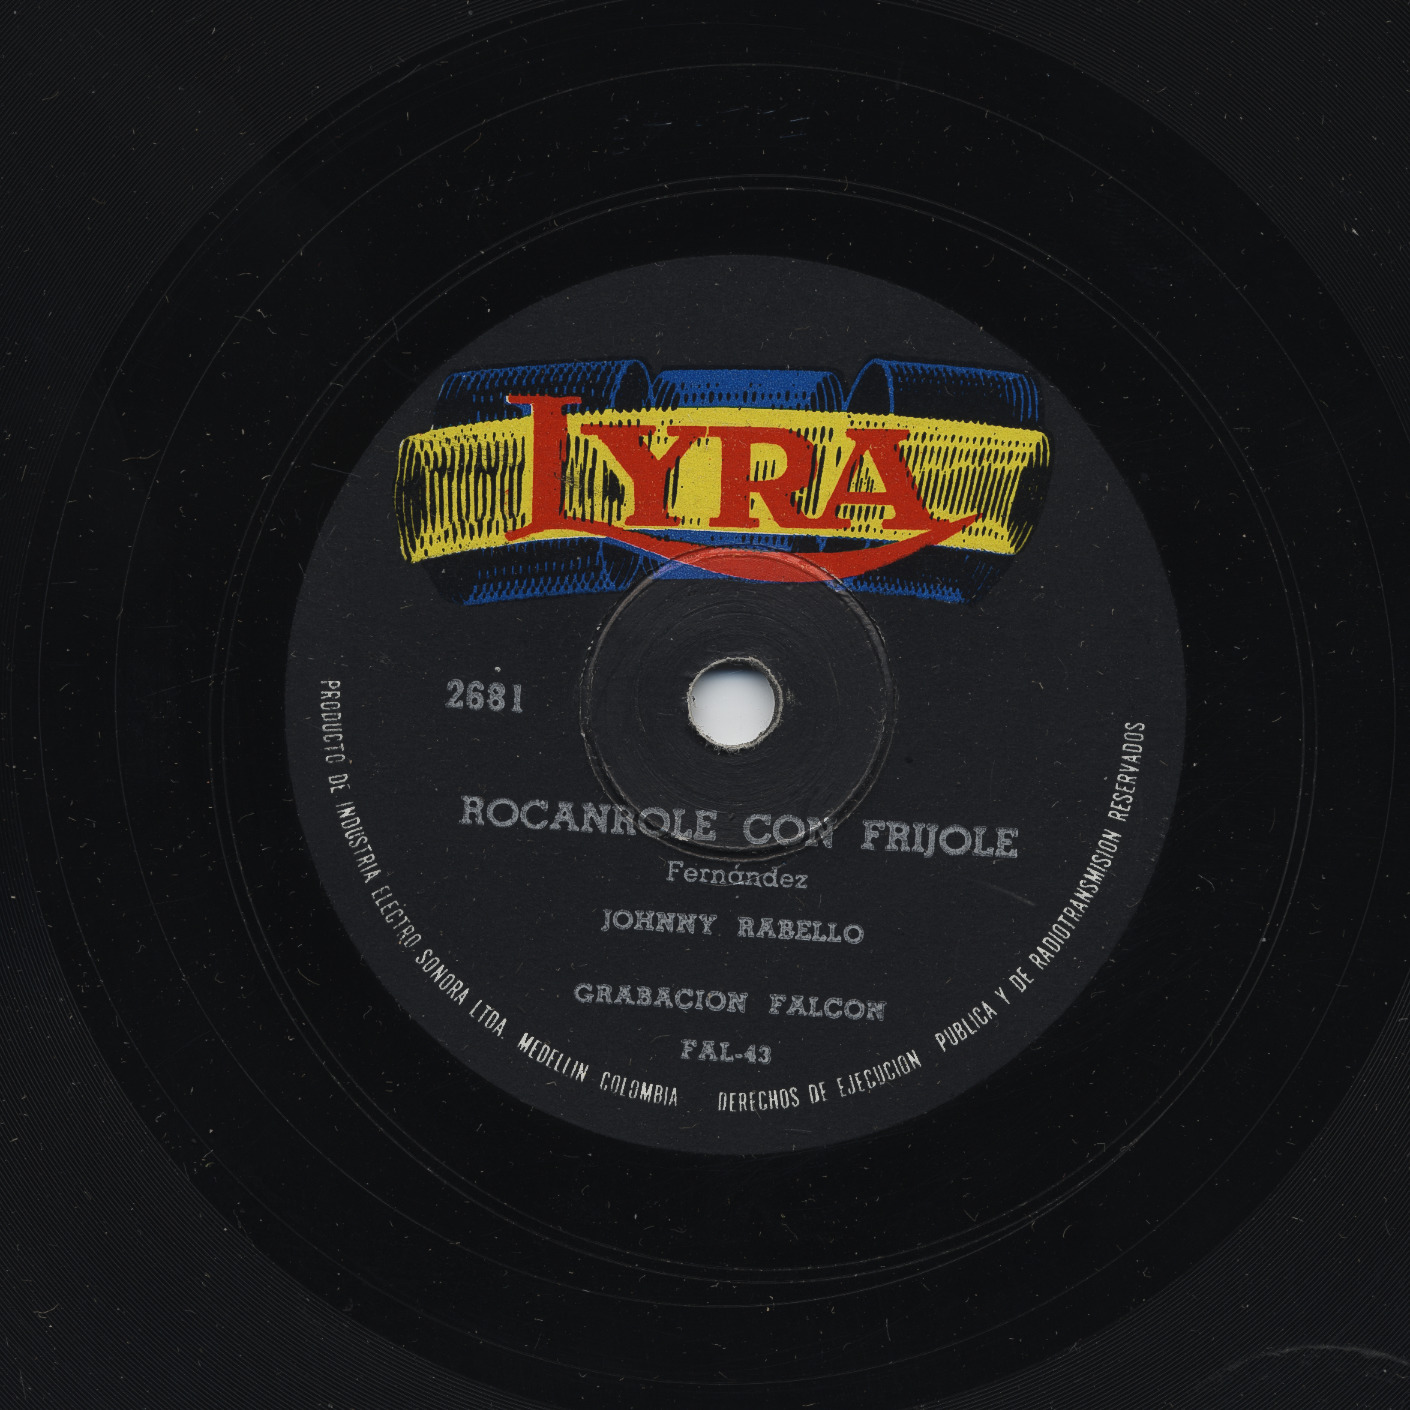 LYRA
2681
ROCANROLE CON FRIJOLE
Fernández
JOHNNY RABELLO
GRABACION FALCON
FAL-43
PRODUCTO DE INDUSTRIA ELECTRO SONORA LTDA. MEDELLIN COLOMBIA DERECHOS DE EJECUCION PUBLICA Y DE RADIOTRANSMISION RESERVADOS